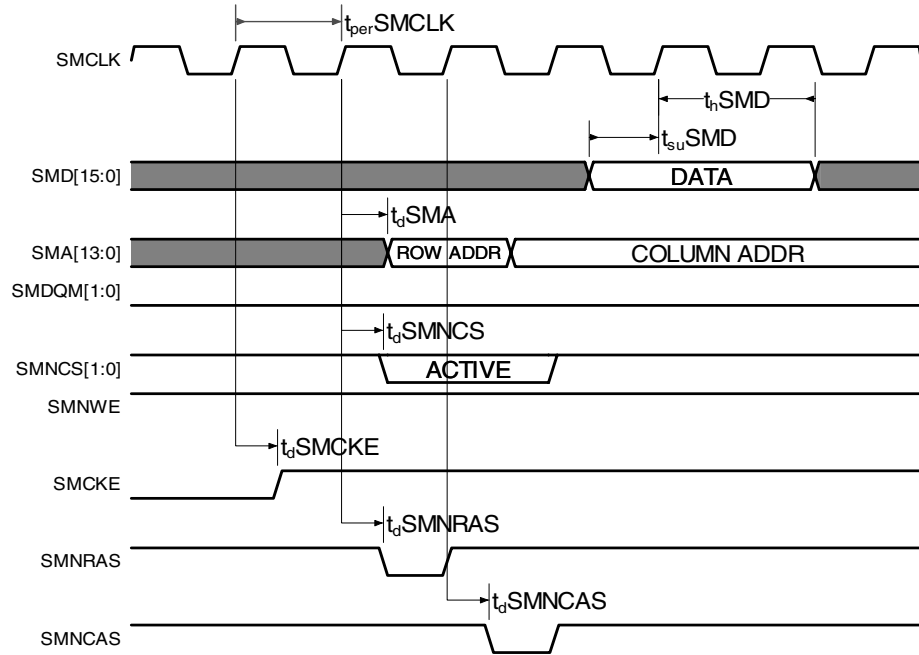 tperSMCLK
SMCLK
thSMD
tsuSMD
SMD[15:0]
DATA
tdSMA
SMA[13:0]
ROW ADDR
COLUMN ADDR
SMDQM[1:0]
tdSMNCS
SMNCS[1:0]
ACTIVE
SMNWE
tdSMCKE
SMCKE
tdSMNRAS
SMNRAS
tdSMNCAS
SMNCAS